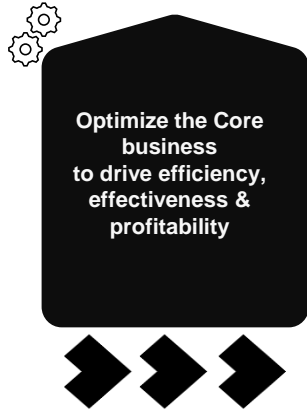 Optimize the Core
business
to drive efficiency,
effectiveness &
profitability